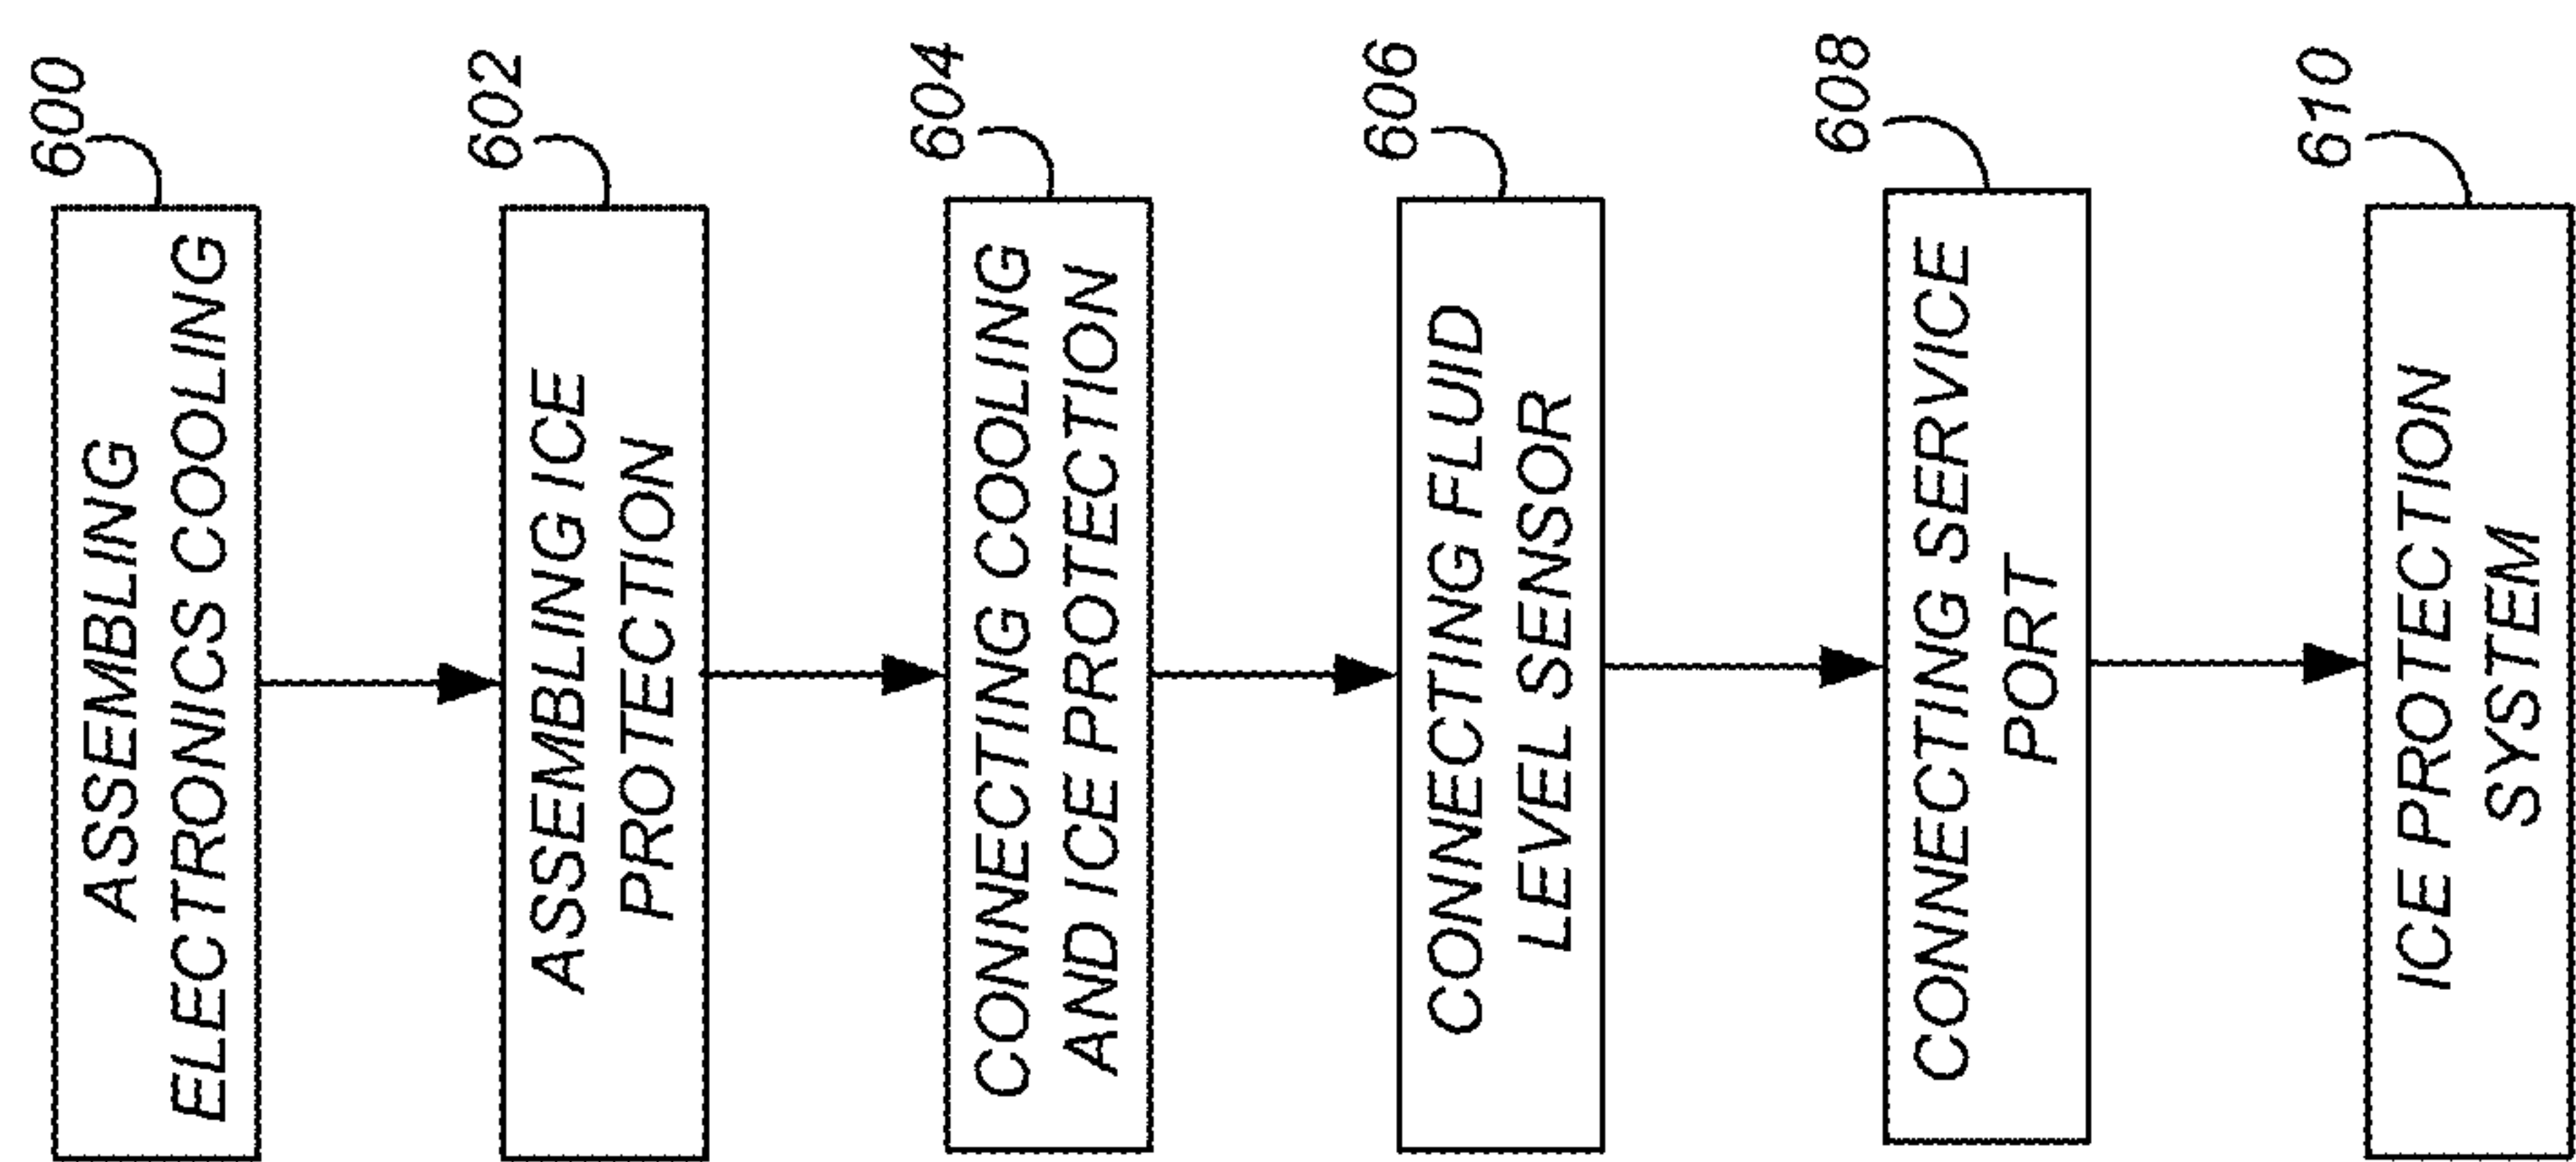 600
ASSEMBLING
ELECTRONICS COOLING
602
ASSEMBLING ICE
PROTECTION
604
CONNECTING COOLING
AND ICE PROTECTION
606
CONNECTING FLUID
LEVEL SENSOR
608
CONNECTING SERVICE
PORT
610
ICE PROTECTION
SYSTEM